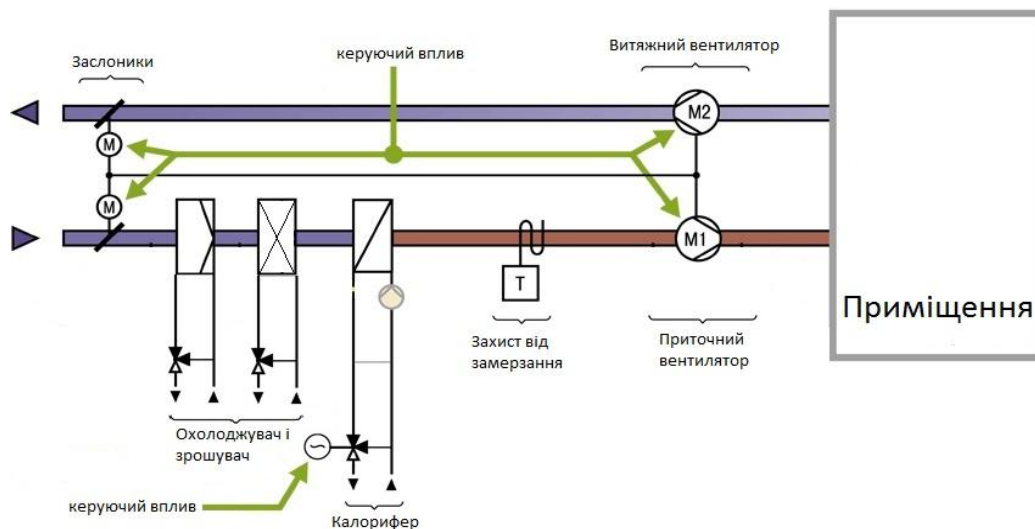 Заслоники
керуючий вплив
Витяжний вентилятор
M2
M
M
M1
T
Приміщення
Захист від
замерзання
Приточний
вентилятор
Охолоджувач і
зрошувач
керуючий вплив
Калорифер